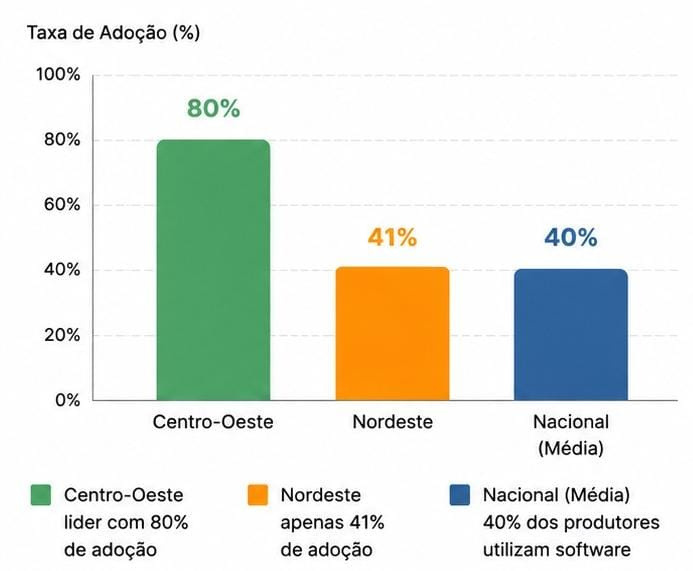 Taxa de Adoção (%)
100%
80%
60%
40%
20%
0%
80%
41%
40%
Centro-Oeste
Nordeste
Nacional
(Média)
Centro-Oeste
lider com 80%
de adoção
Nordeste
apenas 41%
de adoção
Nacional (Média)
40% dos produtores
utilizam software